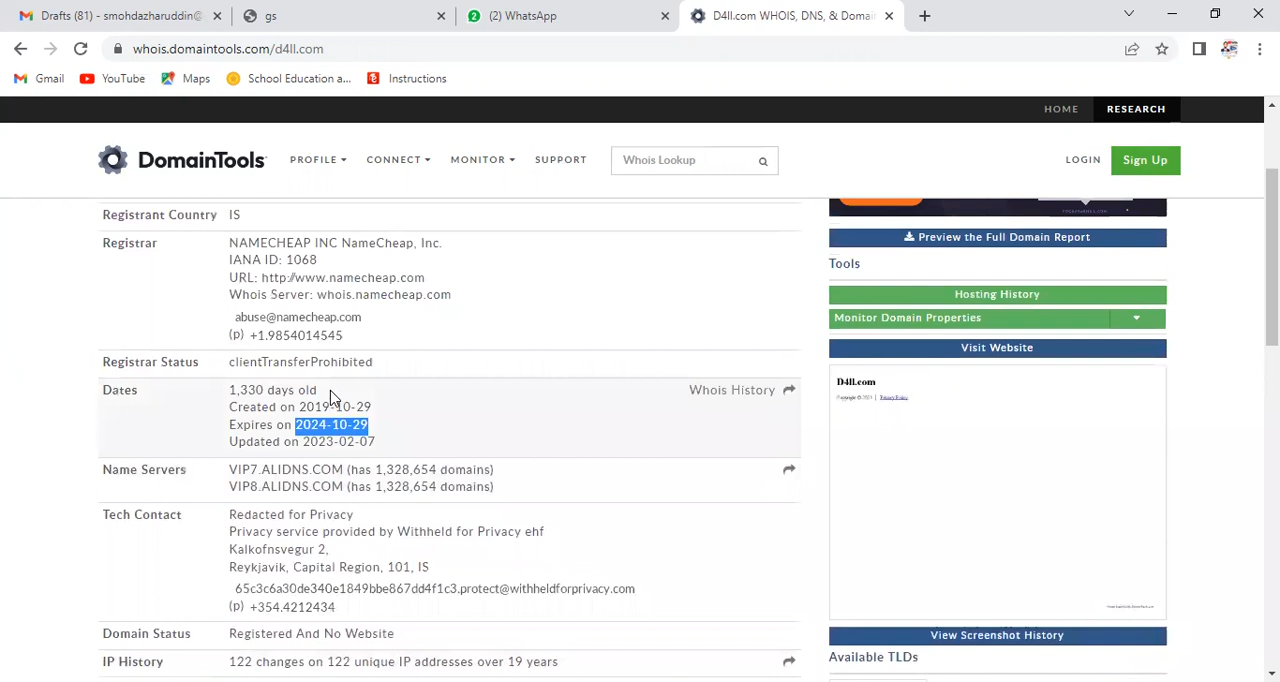 Drafts (81) - smohdazharuddin@
gs
(2) WhatsApp
D4ll.com WHOIS, DNS, & Domain
whois.domaintools.com/d4ll.com
Gmail
YouTube
Maps
School Education a...
Instructions
HOME
RESEARCH
DomainTools
PROFILE
CONNECT
MONITOR
SUPPORT
Whois Lookup
LOGIN
Sign Up
Registrant Country IS
Registrar NAMECHEAP INC NameCheap, Inc.
IANA ID: 1068
URL: http://www.namecheap.com
Whois Server: whois.namecheap.com
abuse@namecheap.com
(p) +1.9854014545
Registrar Status clientTransferProhibited
Dates 1,330 days old Whois History
Created on 2019-10-29
Expires on 2024-10-29
Updated on 2023-02-07
Name Servers VIP7.ALIDNS.COM (has 1,328,654 domains)
VIP8.ALIDNS.COM (has 1,328,654 domains)
Tech Contact Redacted for Privacy
Privacy service provided by Withheld for Privacy ehf
Kalkofnsvegur 2,
Reykjavik, Capital Region, 101, IS
65c3c6a30de340e1849bbe867dd4f1c3.protect@withheldforprivacy.com
(p) +354.4212434
Domain Status Registered And No Website
IP History 122 changes on 122 unique IP addresses over 19 years
Preview the Full Domain Report
Tools
Hosting History
Monitor Domain Properties
Visit Website
D4ll.com
Privacy Policy
View Screenshot History
Available TLDs